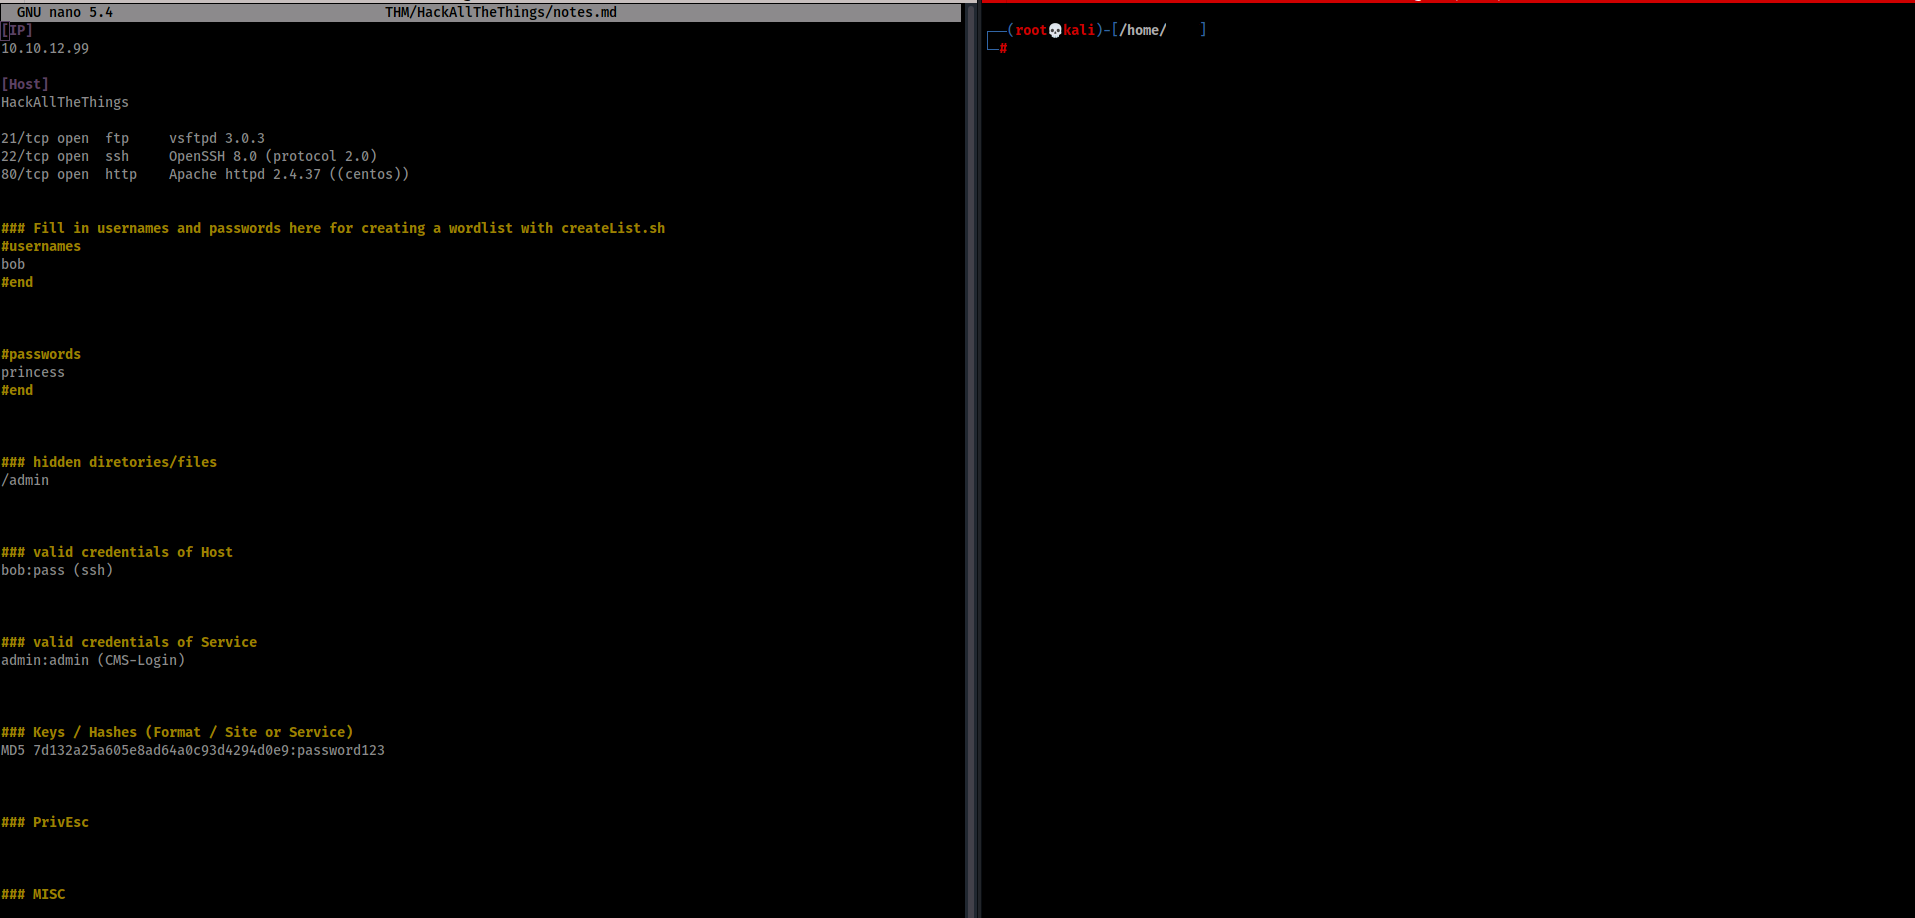 GNU nano 5.4 THM/HackAllTheThings/notes.md
[IP]
10.10.12.99
[Host]
HackAllTheThings
21/tcp open ftp vsftpd 3.0.3
22/tcp open ssh OpenSSH 8.0 (protocol 2.0)
80/tcp open http Apache httpd 2.4.37 ((centos))
### Fill in usernames and passwords here for creating a wordlist with createList.sh
#usernames
bob
#end
#passwords
princess
#end
### hidden diretories/files
/admin
### valid credentials of Host
bob:pass (ssh)
### valid credentials of Service
admin:admin (CMS-Login)
### Keys / Hashes (Format / Site or Service)
MD5 7d132a25a605e8ad64a0c93d4294d0e9:password123
### PrivEsc
### MISC
(root💀kali)-[/home/ ]
#